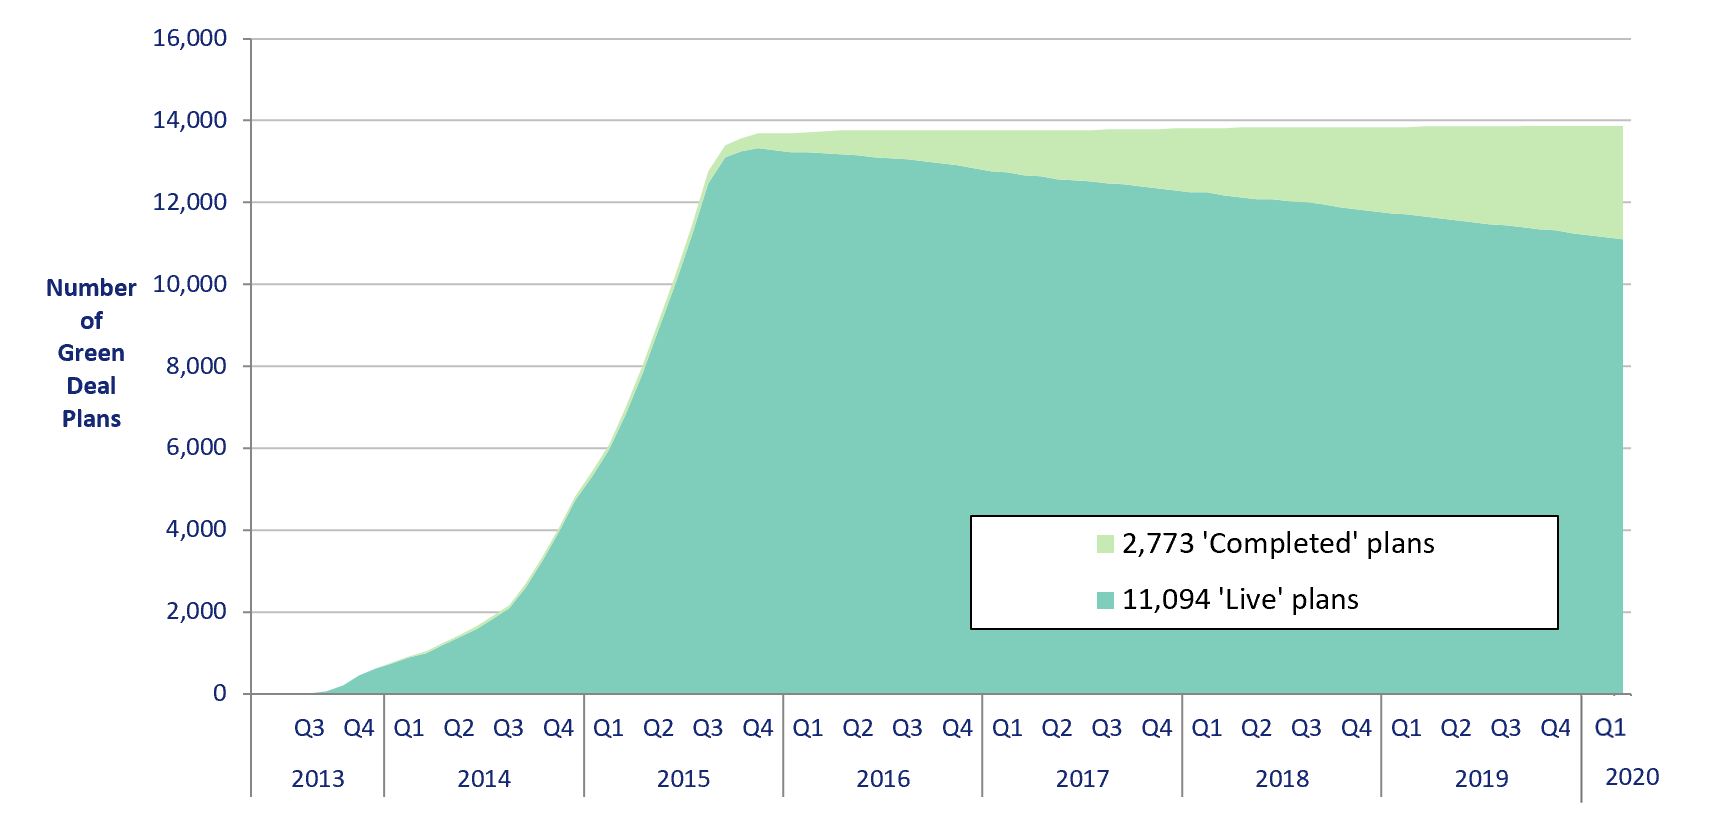 16,000
14,000
12,000
10,000
8,000
6,000
4,000
2,000
0
Number
of
Green
Deal
Plans
2,773 'Completed' plans
11,094 'Live' plans
Q3 Q4 Q1 Q2 Q3 Q4 Q1 Q2 Q3 Q4 Q1 Q2 Q3 Q4 Q1 Q2 Q3 Q4 Q1 Q2 Q3 Q4 Q1 Q2 Q3 Q4 Q1
2013 2014 2015 2016 2017 2018 2019 2020